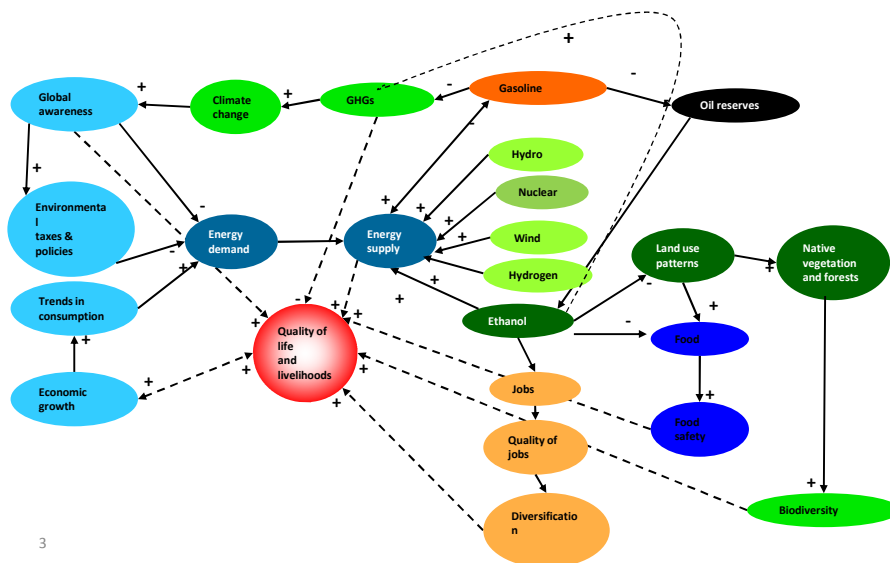 +
Gasoline
-
-
Oil reserves
+
Global
awareness
Climate
change
+
GHGs
-
-
Hydro
+
Environmenta
l
taxes &
policies
-
-
+
Energy
demand
+
+
Energy
supply
+
Nuclear
+
+
Wind
Hydrogen
+
+
Land use
patterns
+
Native
vegetation
and forests
Trends in
consumption
-
+
+
+
Ethanol
-
-
+
Food
Quality of
life
and
livelihoods
+
+
Economic
growth
+
+
+
+
Jobs
+
Food
safety
Quality of
jobs
+
Diversificatio
n
+
Biodiversity
3